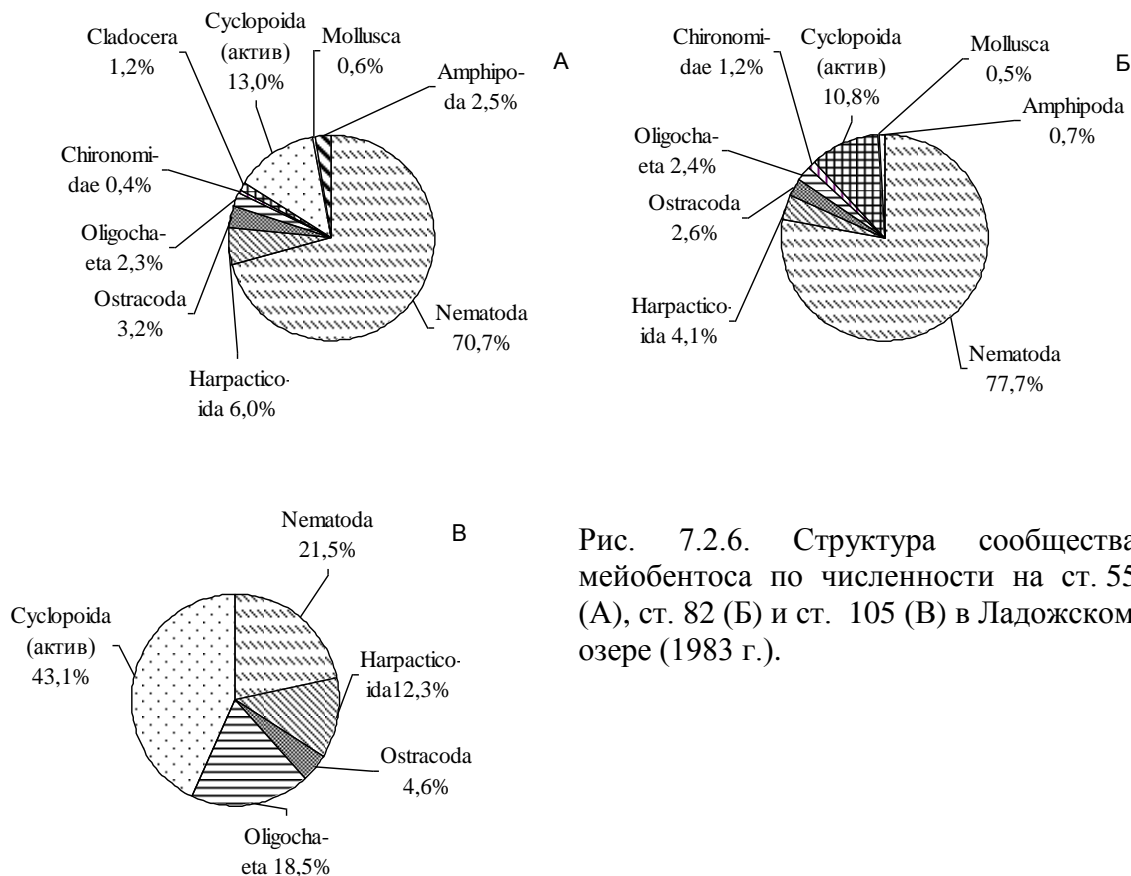 Cladocera
1,2%
Cyclopoida
(актив)
13,0%
Mollusca
0,6%
А
Amphipo-
da 2,5%
Chironomi-
dae 0,4%
Oligocha-
eta 2,3%
Ostracoda
3,2%
Harpactico-
ida 6,0%
Nematoda
70,7%
Chironomi-
dae 1,2%
Cyclopoida
(актив)
10,8%
Mollusca
0,5%
Б
Amphipoda
0,7%
Oligocha-
eta 2,4%
Ostracoda
2,6%
Harpactico-
ida 4,1%
Nematoda
77,7%
Nematoda
21,5%
В
Cyclopoida
(актив)
43,1%
Harpactico-
ida12,3%
Ostracoda
4,6%
Oligocha-
eta 18,5%
Рис. 7.2.6. Структура сообщества
мейобентоса по численности на ст. 55
(А), ст. 82 (Б) и ст. 105 (В) в Ладожском
озере (1983 г.).